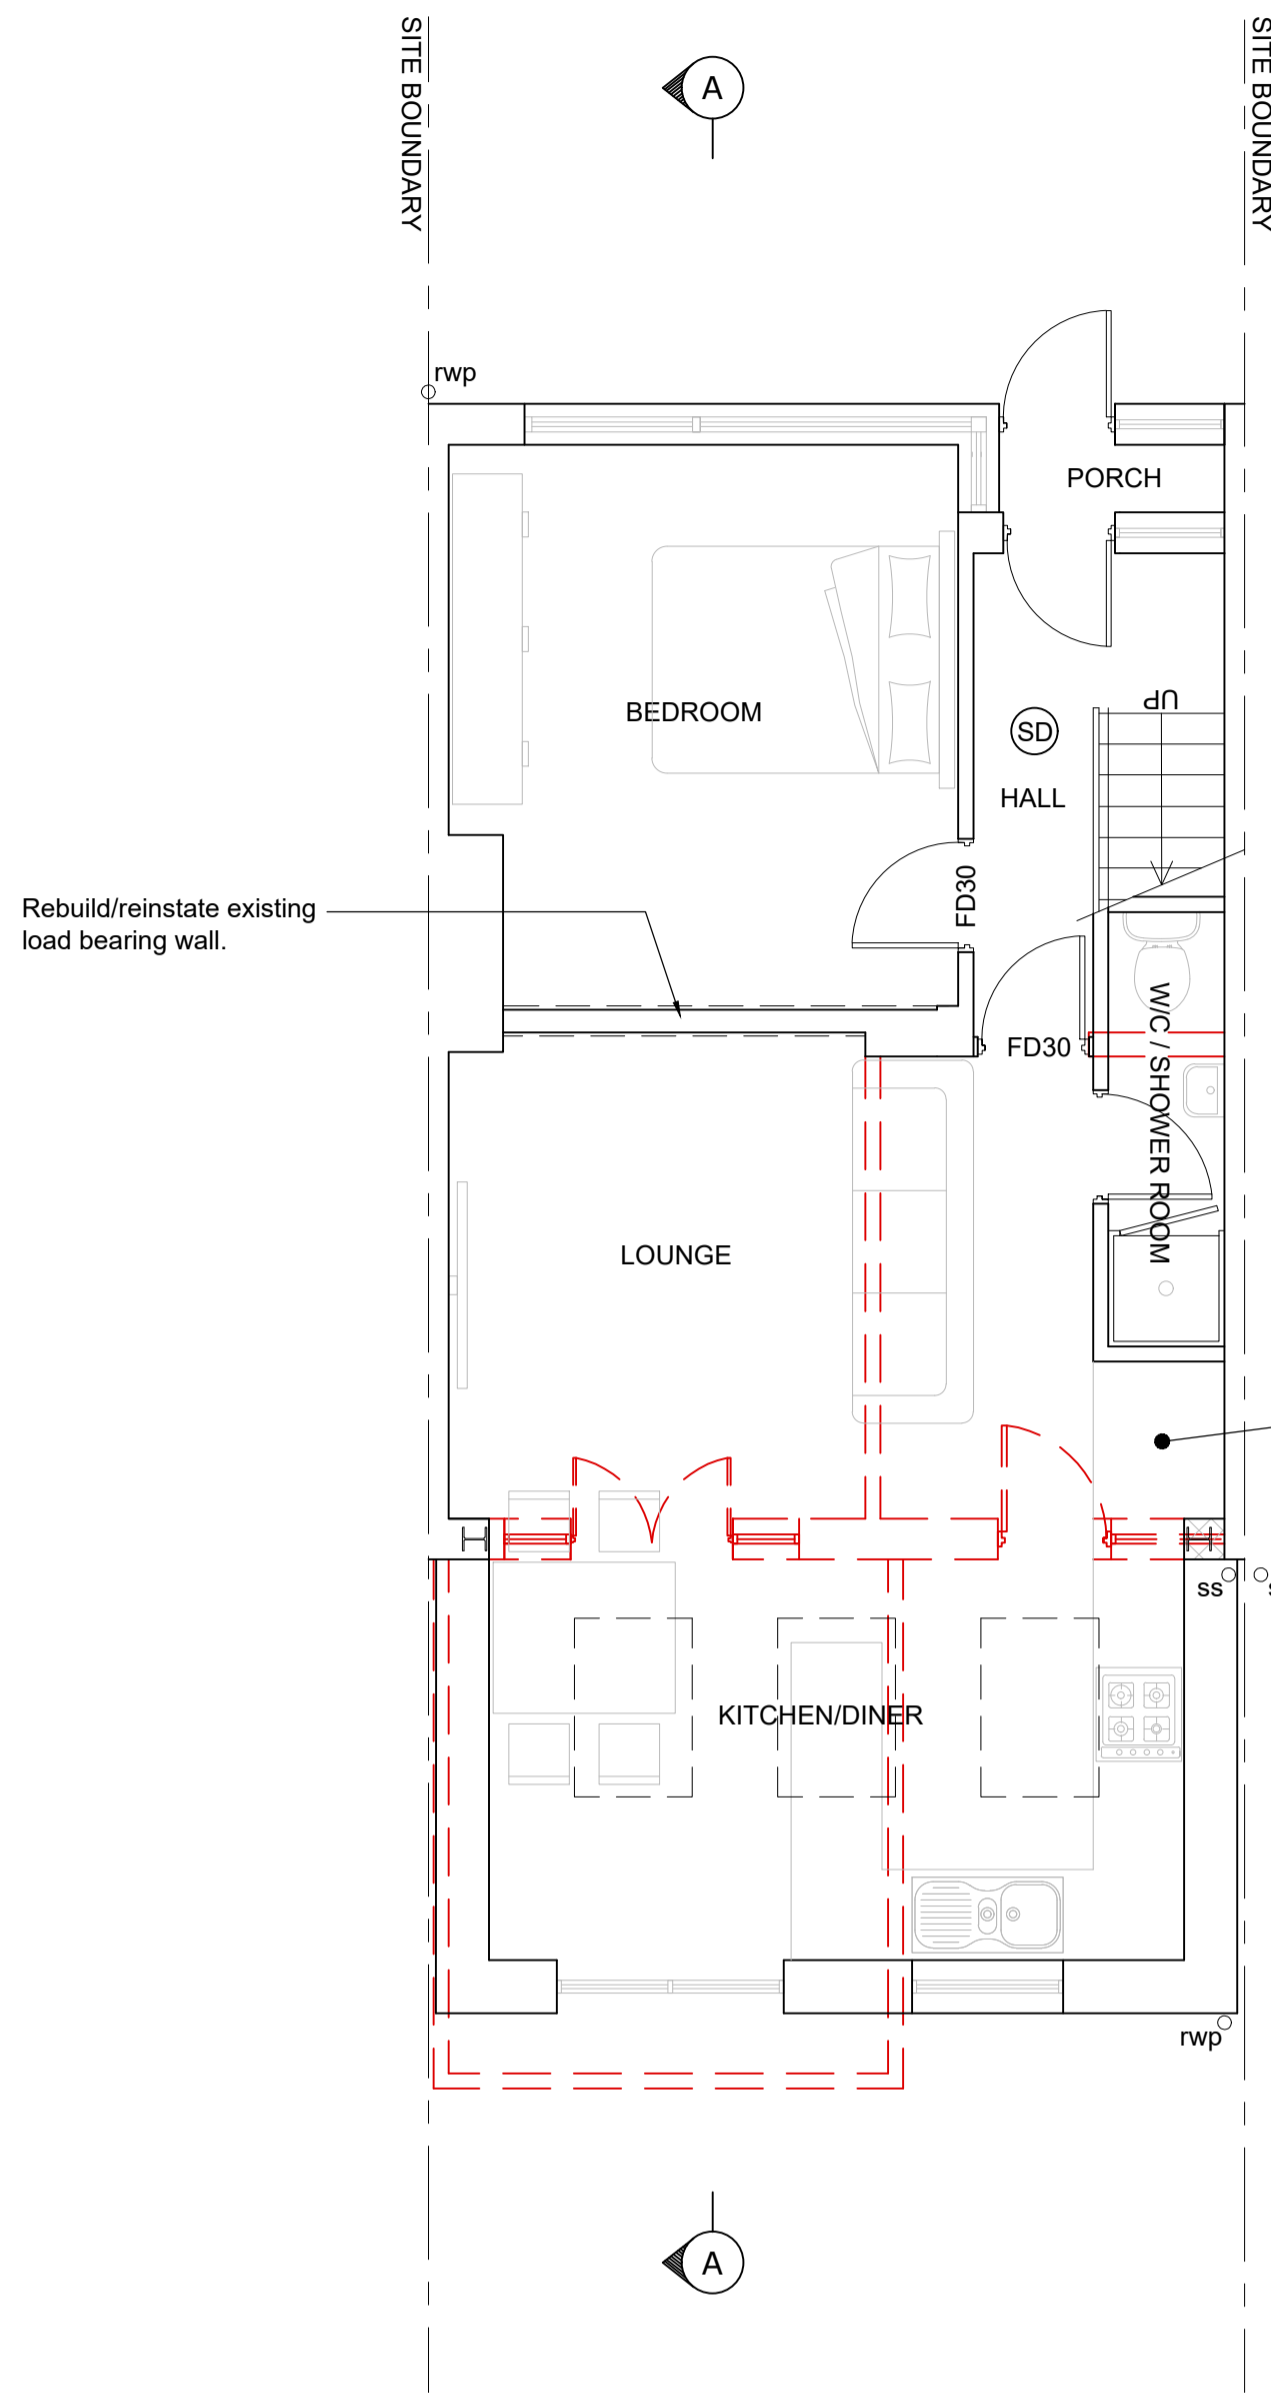 SITE BOUNDARY
SITE BOUNDARY
A
rwp
PORCH
BEDROOM
UP
SD
HALL
FD30
Rebuild/reinstate existing
load bearing wall.
FD30
W/C / SHOWER ROOM
LOUNGE
ss
KITCHEN/DINER
rwp
A